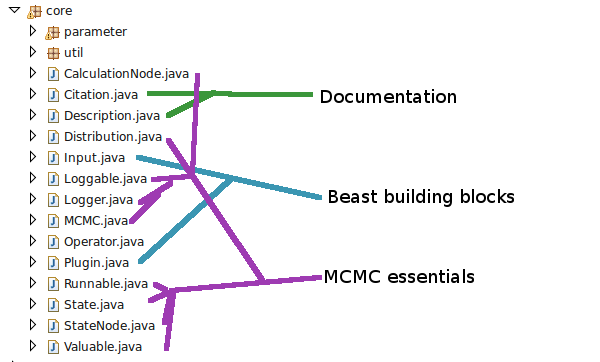 core
parameter
util
CalculationNode.java
Citation.java
Description.java
Distribution.java
Input.java
Loggable.java
Logger.java
MCMC.java
Operator.java
Plugin.java
Runnable.java
State.java
StateNode.java
Valuable.java
Documentation
Beast building blocks
MCMC essentials